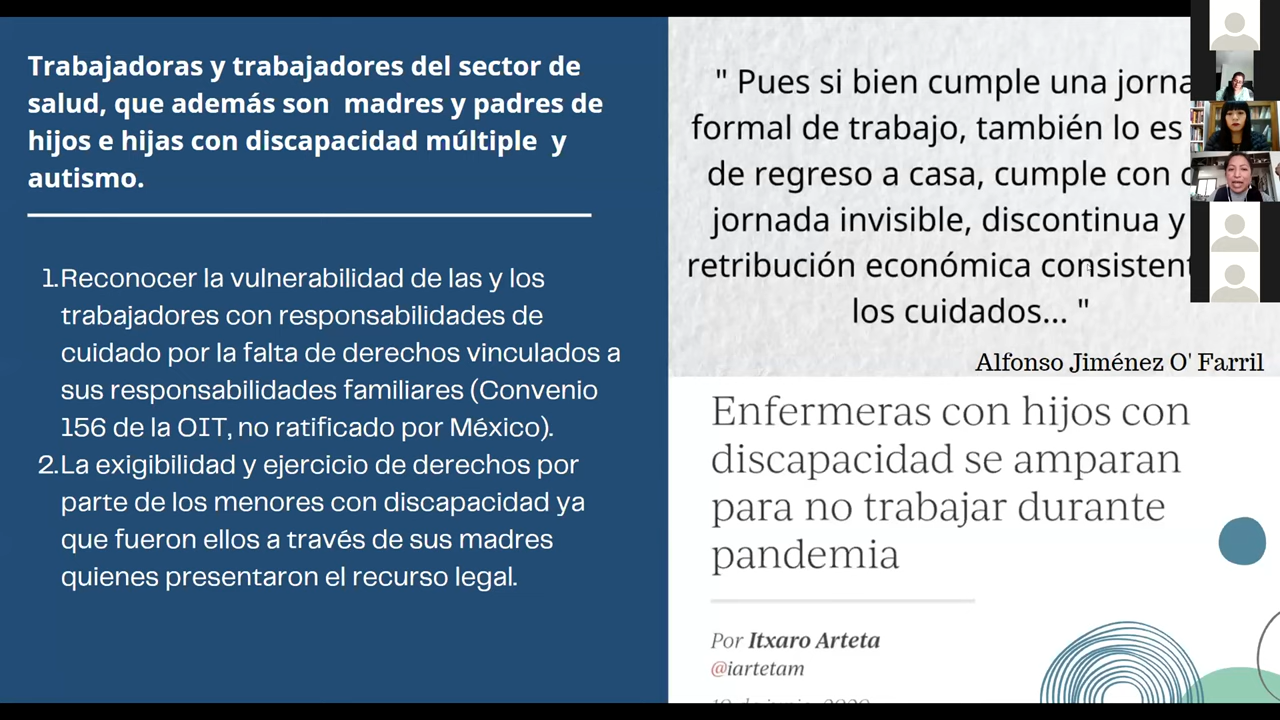 Trabajadoras y trabajadores del sector de
salud, que además son madres y padres de
hijos e hijas con discapacidad múltiple y
autismo.
1.Reconocer la vulnerabilidad de las y los
trabajadores con responsabilidades de
cuidado por la falta de derechos vinculados a
sus responsabilidades familiares (Convenio
156 de la OIT, no ratificado por México).
2.La exigibilidad y ejercicio de derechos por
parte de los menores con discapacidad ya
que fueron ellos a través de sus madres
quienes presentaron el recurso legal.
" Pues si bien cumple una
formal de trabajo, también lo es
de regreso a casa, cumple con
jornada invisible, discontinua y
retribución económica
los cuidados... "
Alfonso Jiménez O' Farril
Enfermeras con hijos con
discapacidad se amparan
para no trabajar durante
pandemia
Por Itxaro Arteta
@iartetam